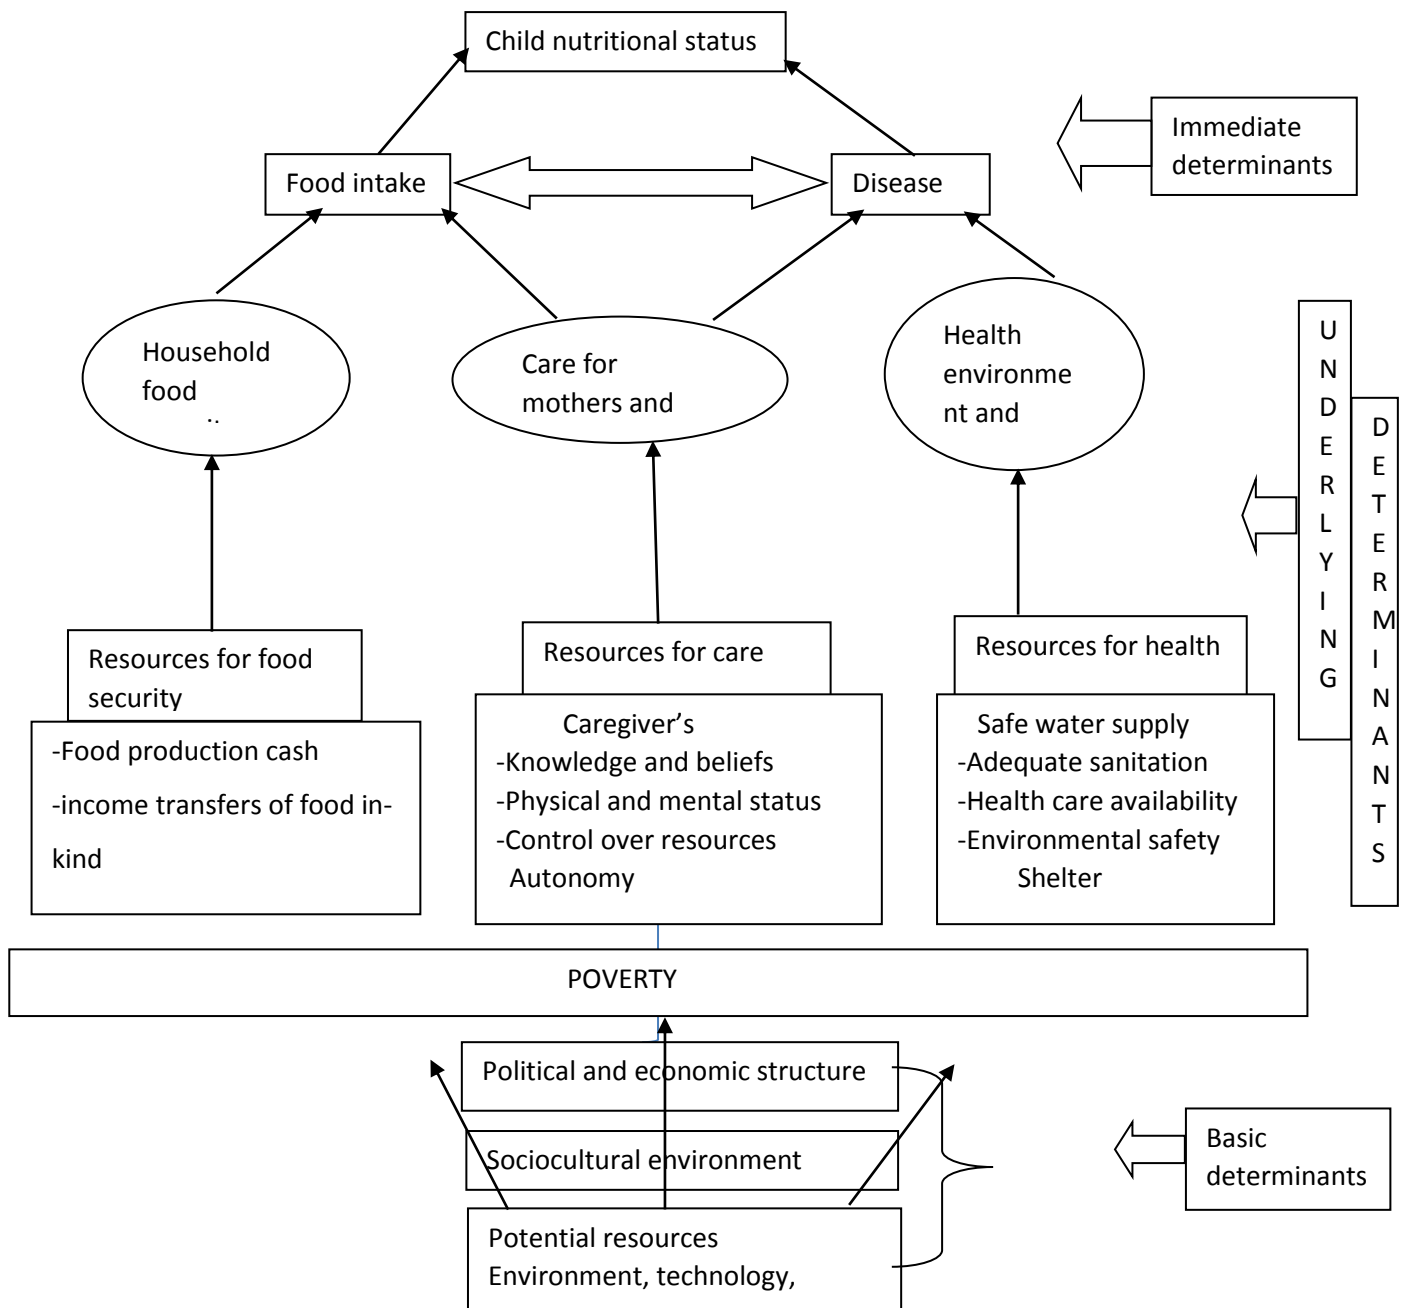 Child nutritional status
Immediate
determinants
Food intake
Disease
Household
food
Care for
mothers and
Health
environme
nt and
UNDERLYING
DETERMINANTS
Resources for food
security
-Food production cash
-income transfers of food in-
kind
Resources for care
Caregiver’s
-Knowledge and beliefs
-Physical and mental status
-Control over resources
Autonomy
Resources for health
Safe water supply
-Adequate sanitation
-Health care availability
-Environmental safety
Shelter
POVERTY
Political and economic structure
Sociocultural environment
Potential resources
Environment, technology,
Basic
determinants